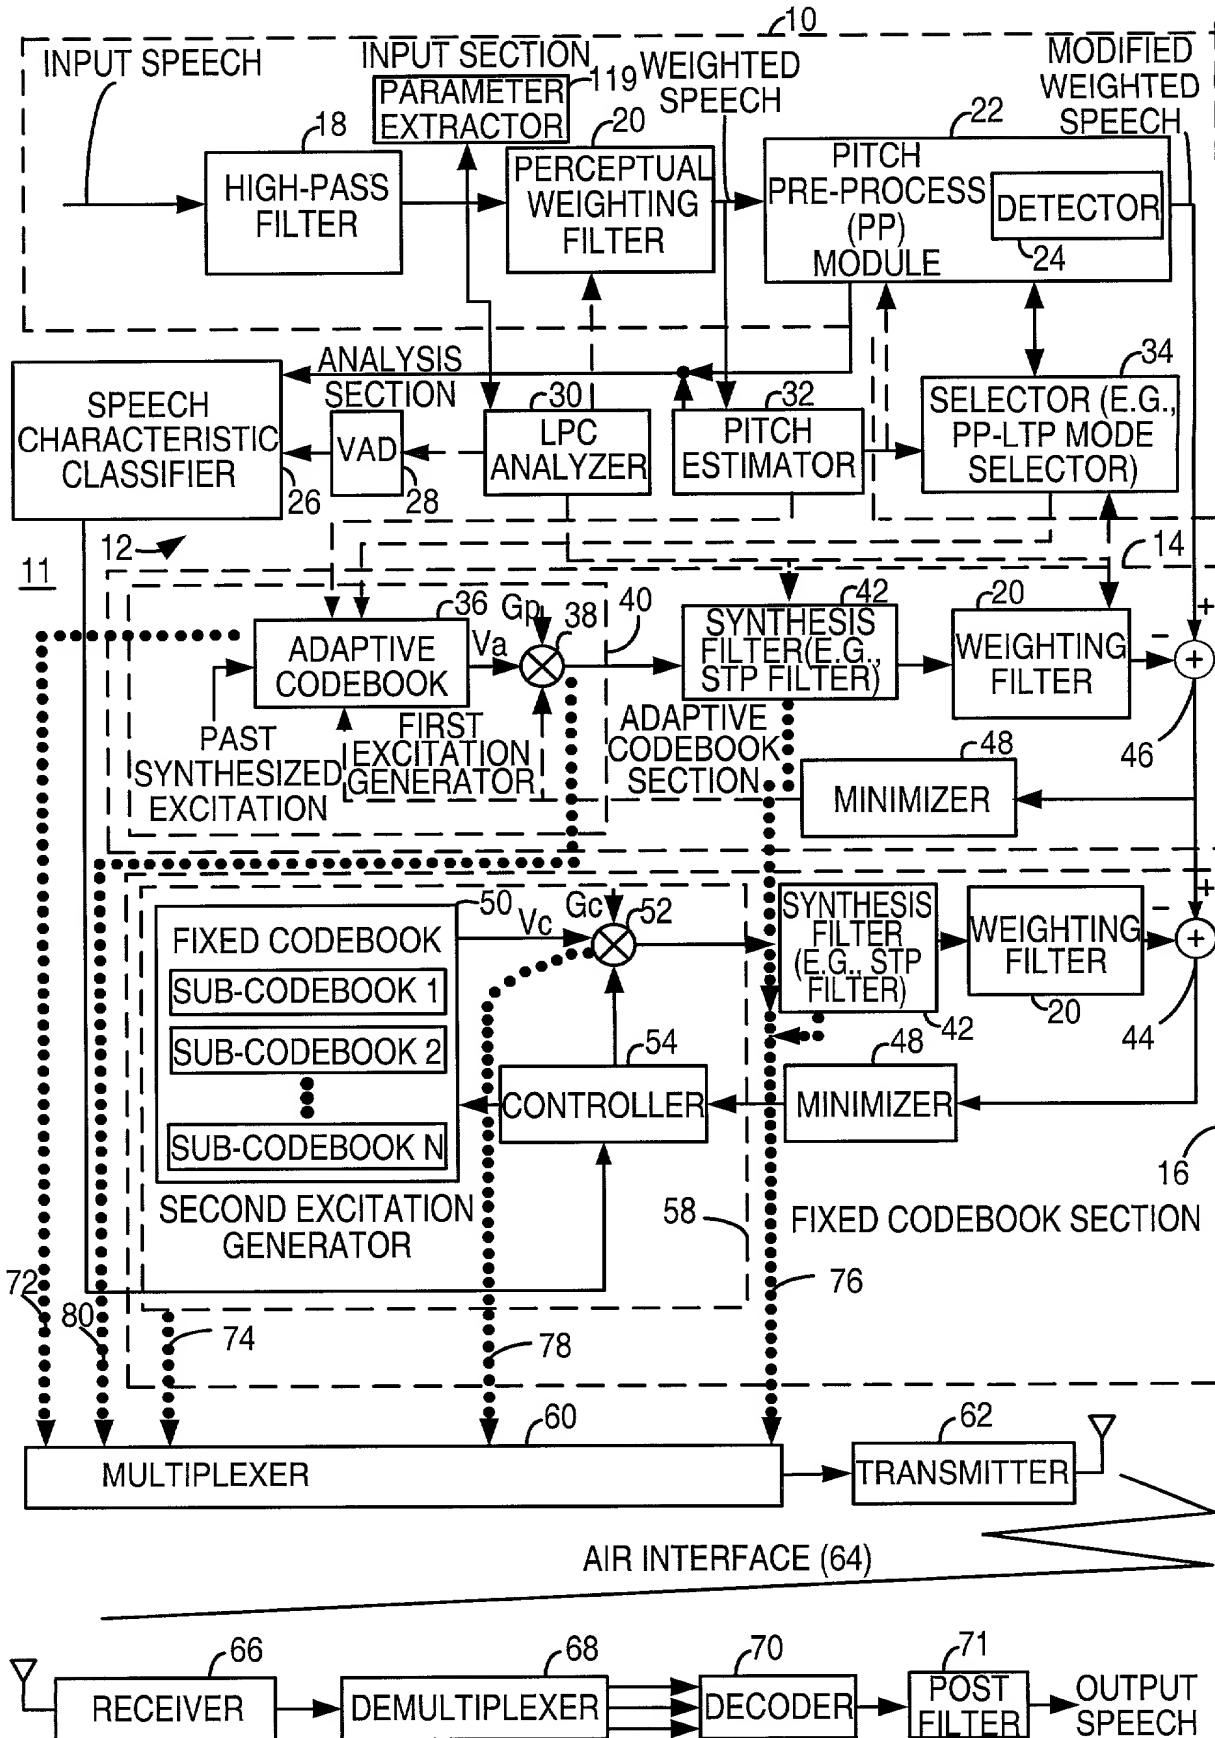 10
INPUT SPEECH
INPUT SECTION
119
PARAMETER
EXTRACTOR
WEIGHTED
SPEECH
MODIFIED
WEIGHTED
SPEECH
18
HIGH-PASS
FILTER
20
PERCEPTUAL
WEIGHTING
FILTER
22
PITCH
PRE-PROCESS
(PP)
MODULE
DETECTOR
24
ANALYSIS
SECTION
SPEECH
CHARACTERISTIC
CLASSIFIER
26
VAD
28
30
LPC
ANALYZER
32
PITCH
ESTIMATOR
34
SELECTOR (E.G.,
PP-LTP MODE
SELECTOR)
12
11
14
36
ADAPTIVE
CODEBOOK
Va
Gp
38
40
42
SYNTHESIS
FILTER(E.G.,
STP FILTER)
20
WEIGHTING
FILTER
+
−
+
46
PAST
SYNTHESIZED
EXCITATION
FIRST
EXCITATION
GENERATOR
ADAPTIVE
CODEBOOK
SECTION
48
MINIMIZER
50
FIXED CODEBOOK
SUB-CODEBOOK 1
SUB-CODEBOOK 2
SUB-CODEBOOK N
Vc
Gc
52
SYNTHESIS
FILTER
(E.G., STP
FILTER)
42
WEIGHTING
FILTER
20
+
−
+
44
54
CONTROLLER
48
MINIMIZER
16
SECOND EXCITATION
GENERATOR
58
FIXED CODEBOOK SECTION
72
80
74
78
76
60
MULTIPLEXER
62
TRANSMITTER
AIR INTERFACE (64)
66
RECEIVER
68
DEMULTIPLEXER
70
DECODER
71
POST
FILTER
OUTPUT
SPEECH